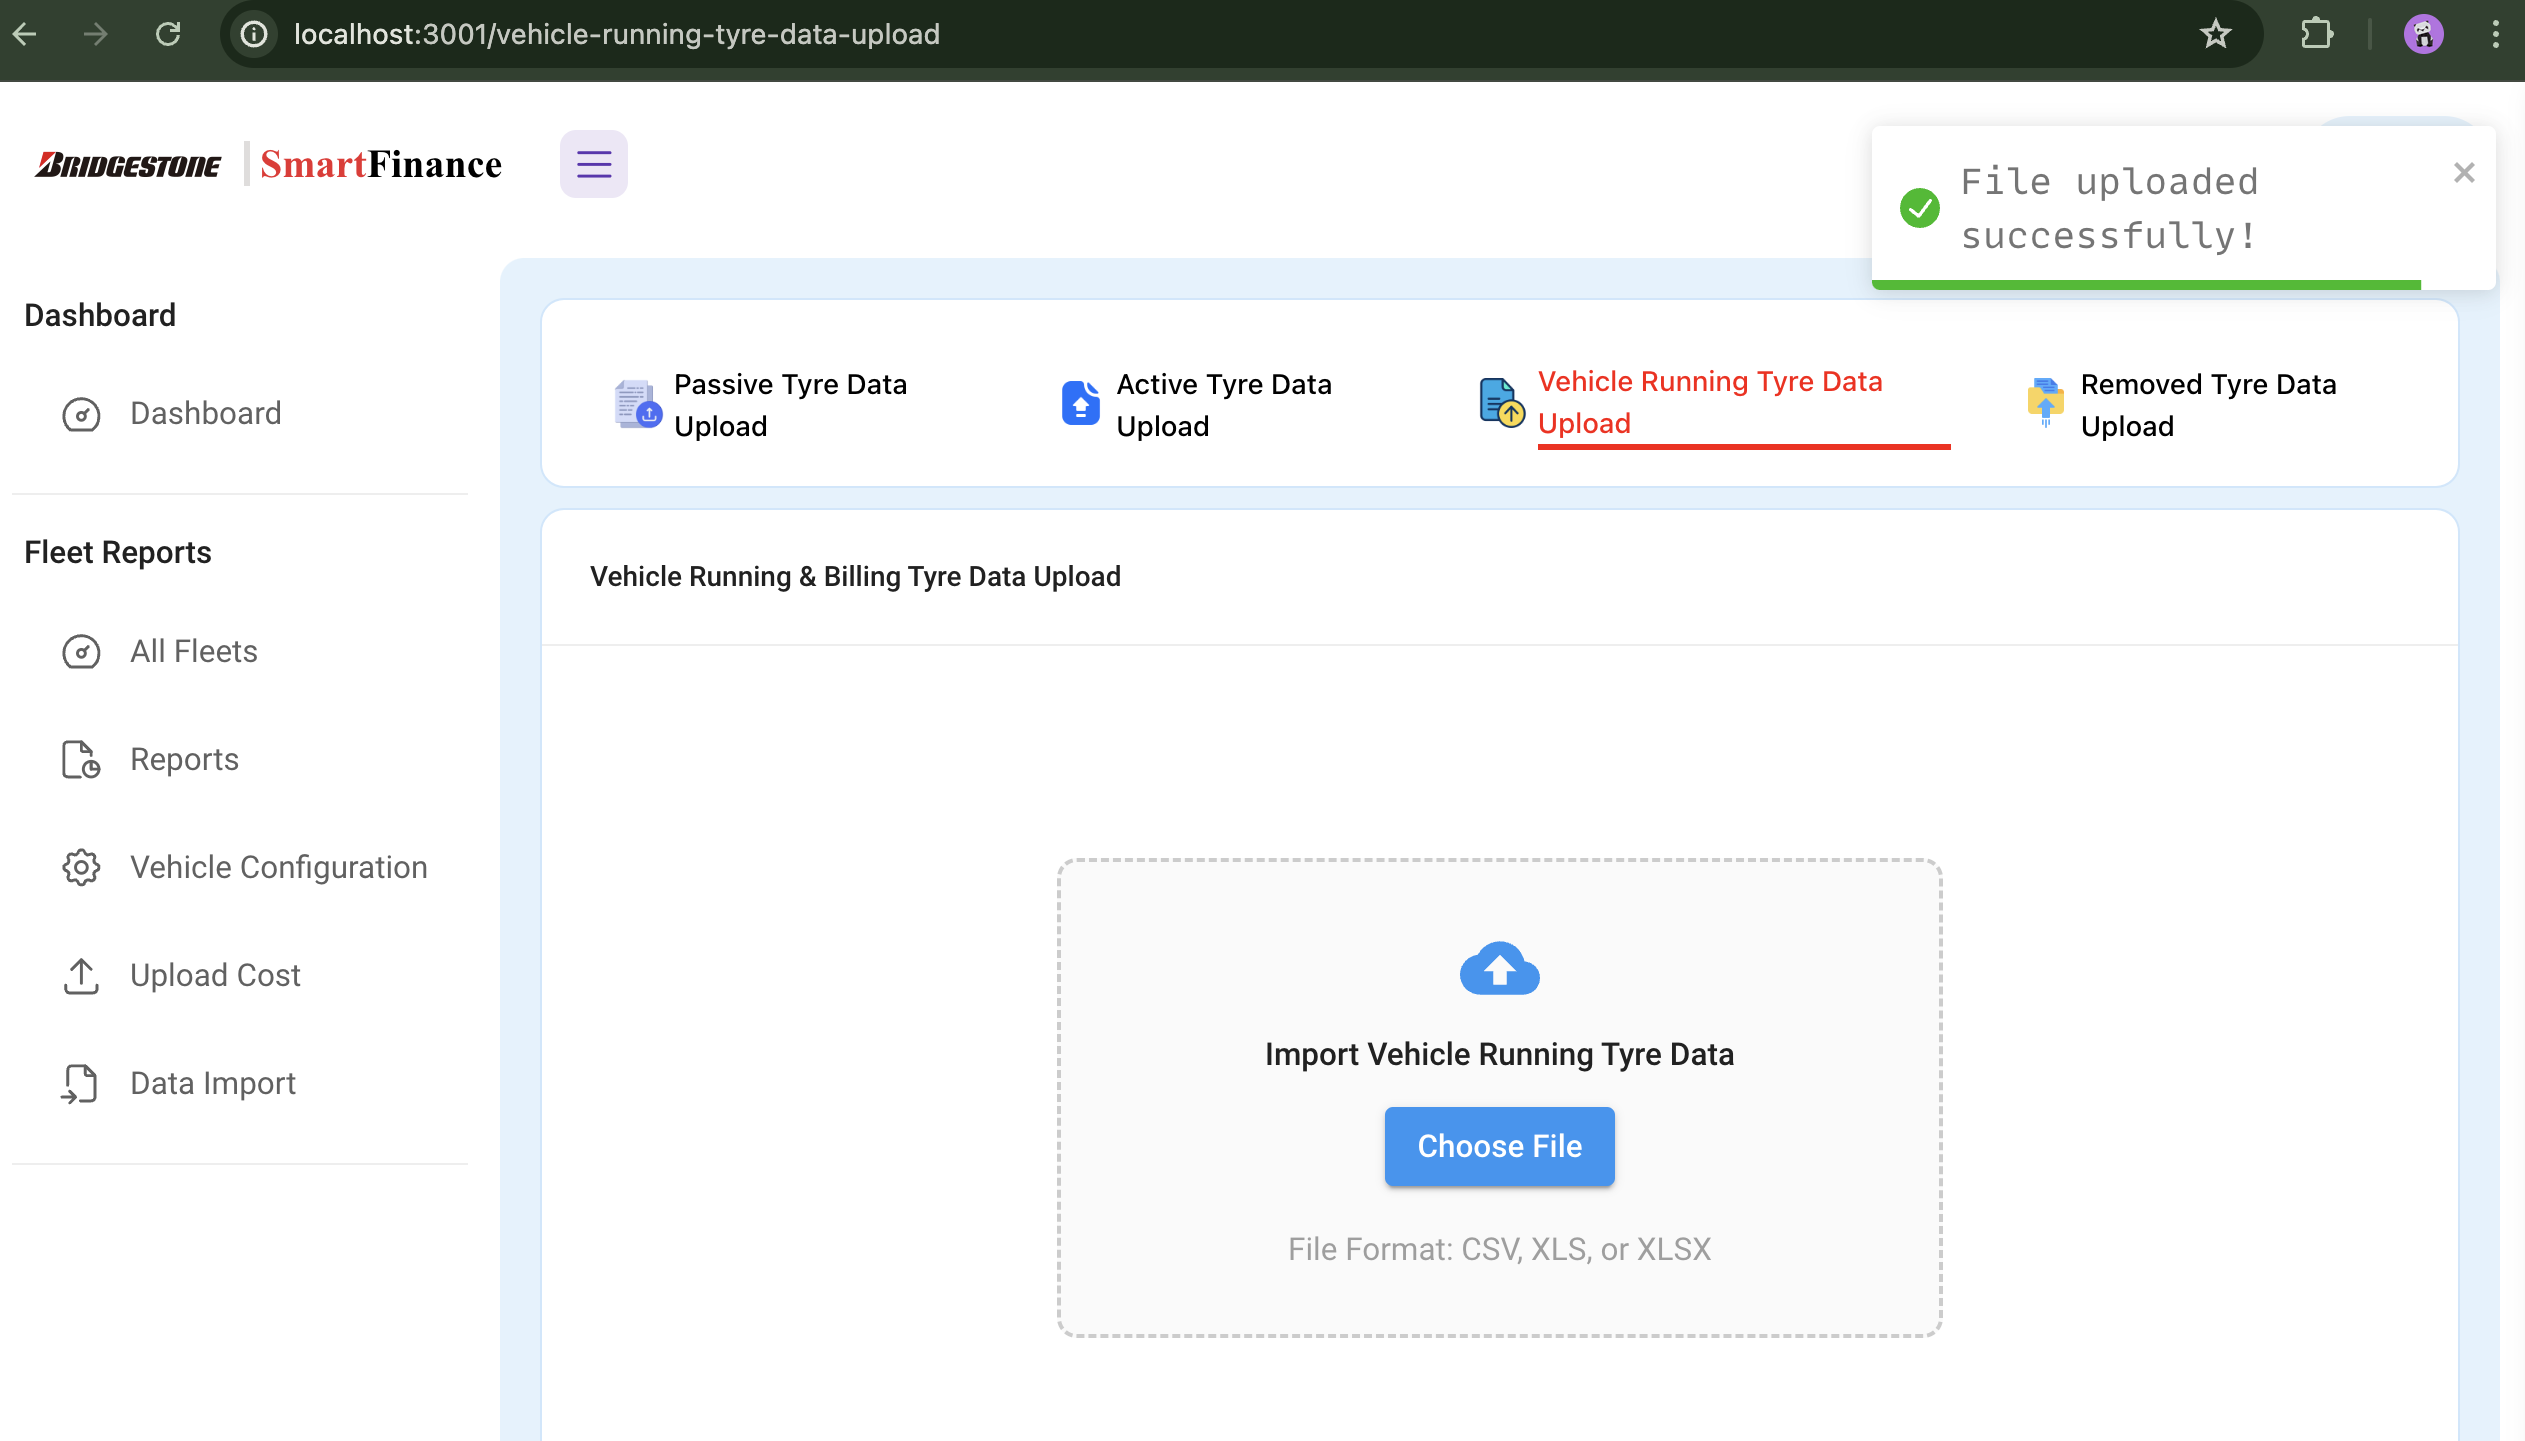 localhost:3001/vehicle-running-tyre-data-upload
BRIDGESTONE | SmartFinance
File uploaded
successfully!
Dashboard
Dashboard
Fleet Reports
All Fleets
Reports
Vehicle Configuration
Upload Cost
Data Import
Passive Tyre Data
Upload
Active Tyre Data
Upload
Vehicle Running Tyre Data
Upload
Removed Tyre Data
Upload
Vehicle Running & Billing Tyre Data Upload
Import Vehicle Running Tyre Data
Choose File
File Format: CSV, XLS, or XLSX